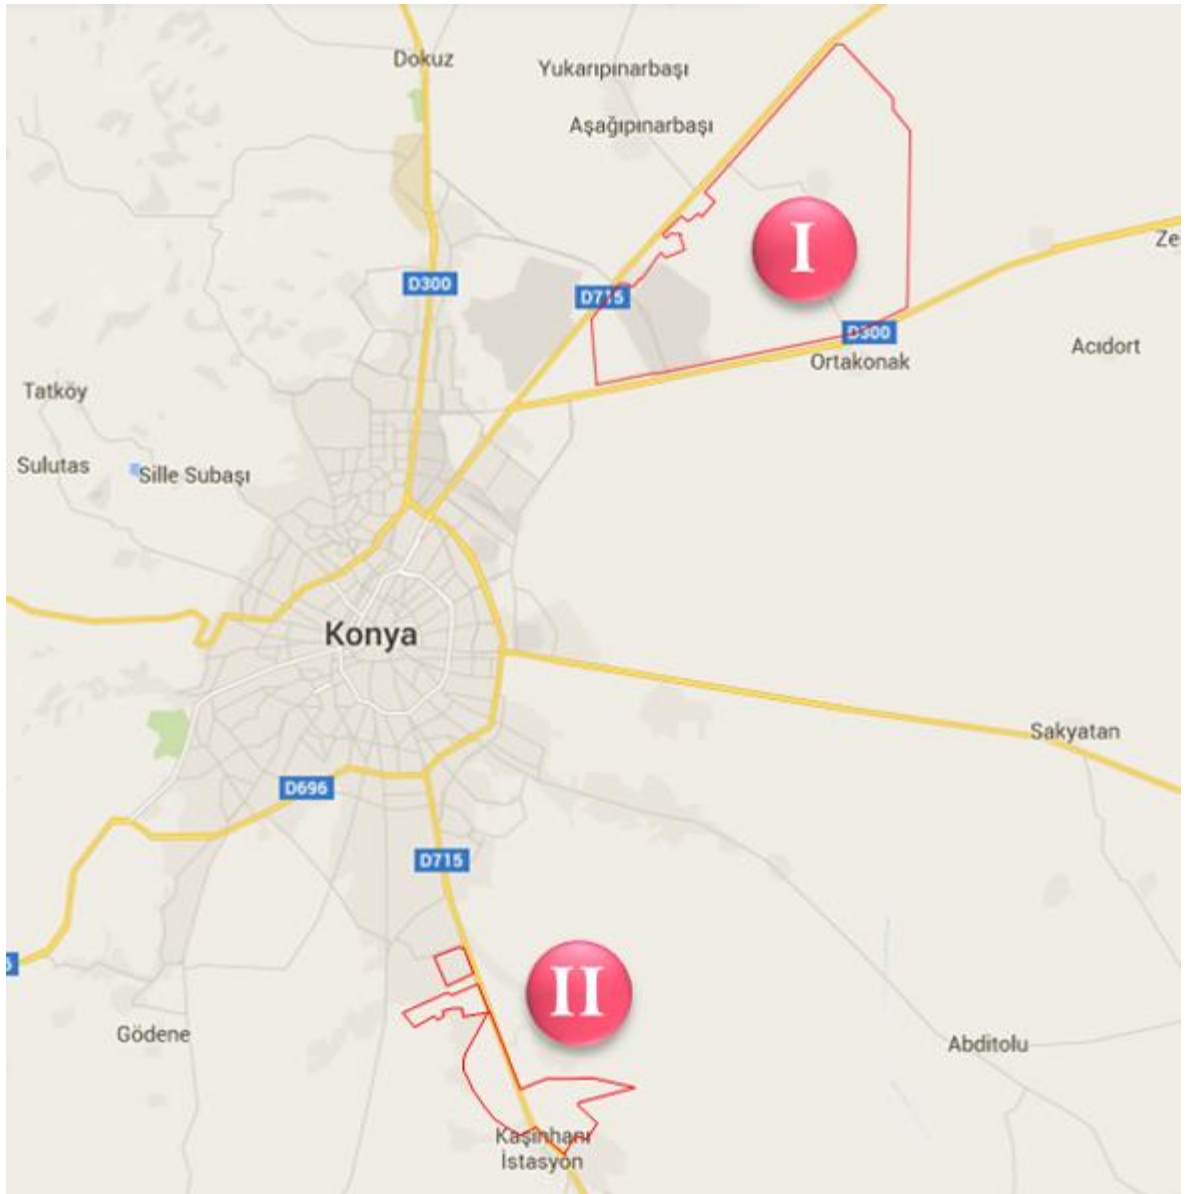 Dokuz
Yukarıpınarbaşı
Aşağıpınarbaşı
I
Ze
D300
D715
D300
Acıdort
Ortakonak
Tatköy
Sulutas
Sille Subaşı
Konya
Sakyatan
D696
D715
II
Gödene
Abditolu
Kaşınhanı
İstasyon